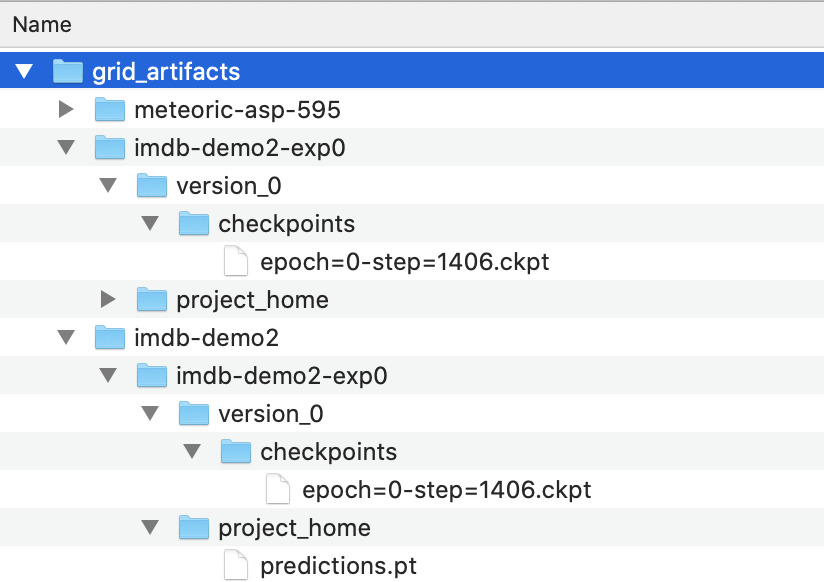 Name
grid_artifacts
meteoric-asp-595
imdb-demo2-exp0
version_0
checkpoints
epoch=0-step=1406.ckpt
project_home
imdb-demo2
imdb-demo2-exp0
version_0
checkpoints
epoch=0-step=1406.ckpt
project_home
predictions.pt